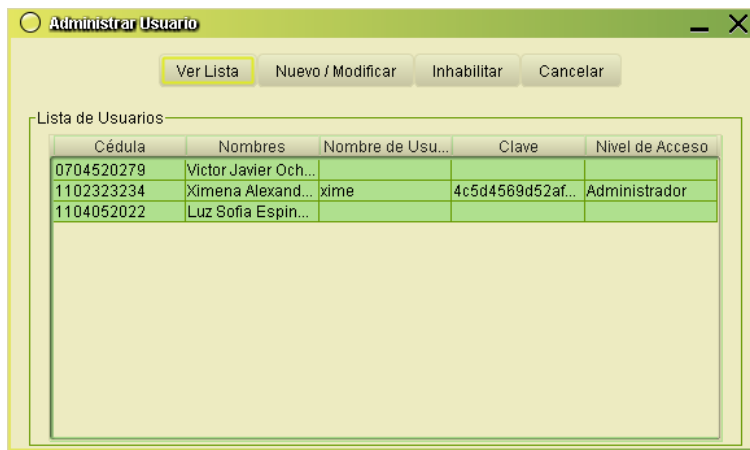 Administrar Usuario
Ver Lista Nuevo / Modificar Inhabilitar Cancelar
Lista de Usuarios
Cédula Nombres Nombre de Usu... Clave Nivel de Acceso
0704520279 Victor Javier Och...
1102323234 Ximena Alexand... xime 4c5d4569d52af... Administrador
1104052022 Luz Sofia Espin...